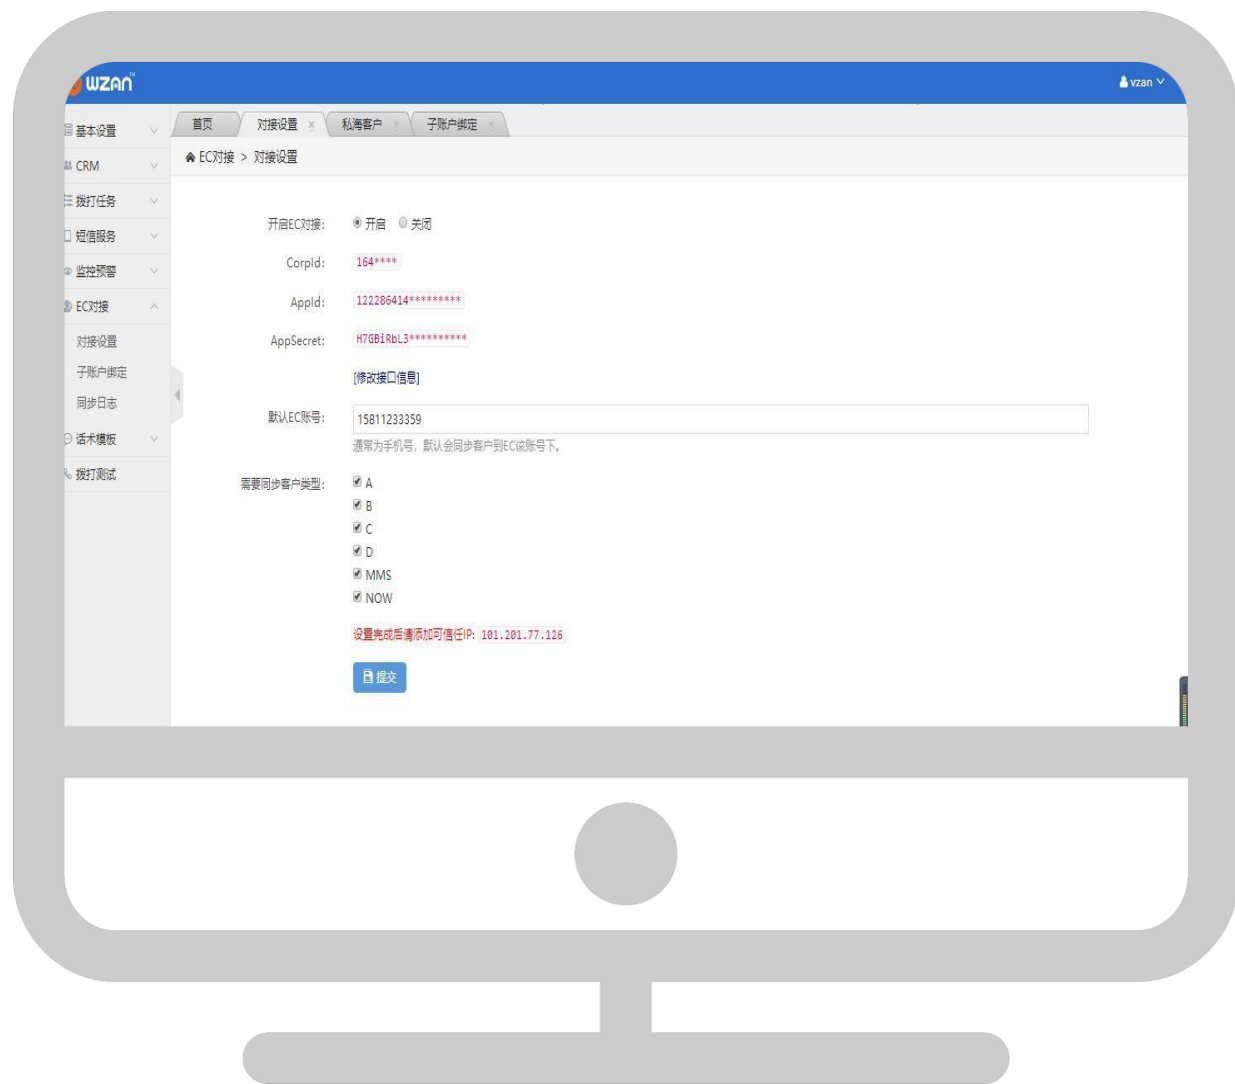 wzan TM
vzan
首页
对接设置 x
私海客户 x
子账户绑定 x
基本设置
CRM
拨打任务
短信服务
监控预警
EC对接
对接设置
子账户绑定
同步日志
话术模板
拨打测试
EC对接 > 对接设置
开启EC对接: 开启 关闭
CorpId: 164****
AppId: 122286414*********
AppSecret: H7GBiRbL3**********
[修改接口信息]
默认EC账号: 15811233359
通常为手机号，默认会同步客户到EC该账号下。
需要同步客户类型: A
B
C
D
MMS
NOW
设置完成后请添加可信任IP: 101.201.77.126
提交